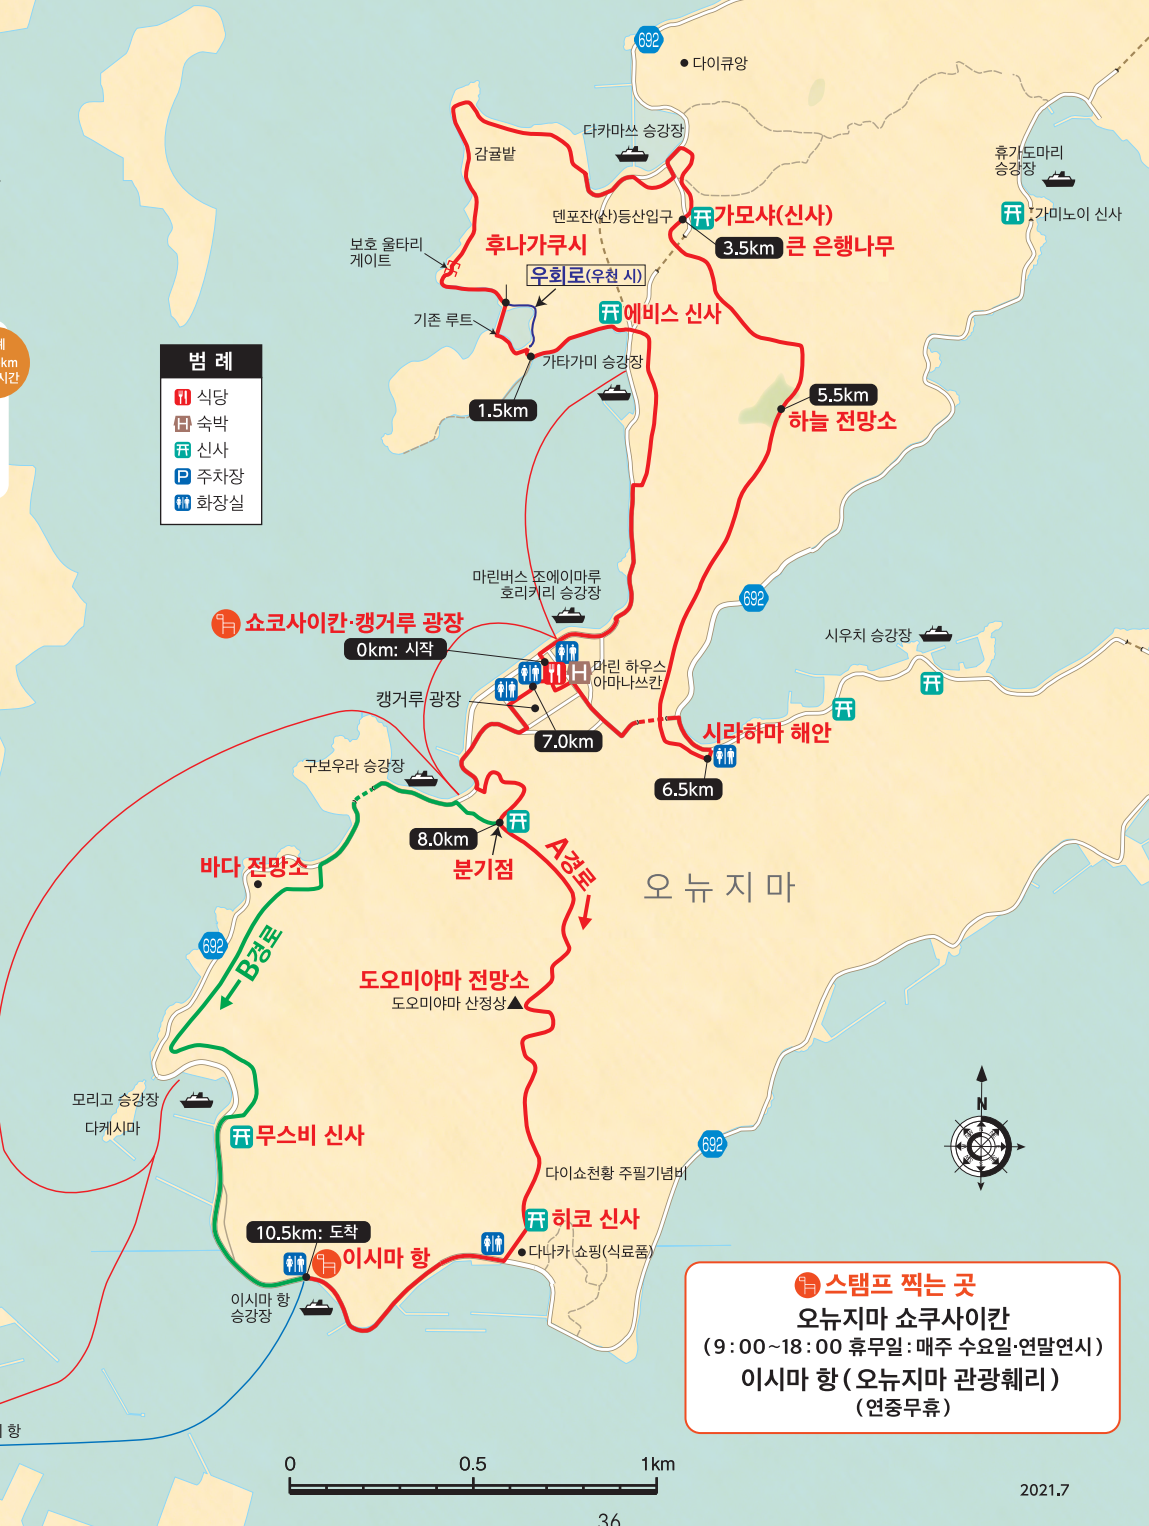 692
다이큐앙
다카마쓰 승강장
감귤밭
휴가도마리
승강장
가미노이 신사
덴포잔(산)등산입구
가모샤(신사)
3.5km 큰 은행나무
보호 울타리
게이트
후나가쿠시
우회로(우천 시)
기존 루트
에비스 신사
가타가미 승강장
1.5km
5.5km
하늘 전망소
km
시간
범 례
식당
숙박
신사
P 주차장
화장실
마린버스 조에이마루
호리키리 승강장
692
쇼코사이칸·캥거루 광장
0km: 시작
시우치 승강장
H
마린 하우스
아마나쓰칸
캥거루 광장
7.0km
시라하마 해안
6.5km
구보우라 승강장
8.0km
분기점
A경로
바다 전망소
오뉴지마
692
B경로
도오미야마 전망소
도오미야마 산정상
모리고 승강장
다케시마
무스비 신사
N
692
다이쇼천황 주필기념비
히코 신사
다나카 쇼핑(식료품)
10.5km: 도착
이시마 항
이시마 항
승강장
스탬프 찍는 곳
오뉴지마 쇼쿠사이칸
(9:00~18:00 휴무일:매주 수요일·연말연시)
이시마 항(오뉴지마 관광훼리)
(연중무휴)
항
0 0.5 1km
2021.7
36